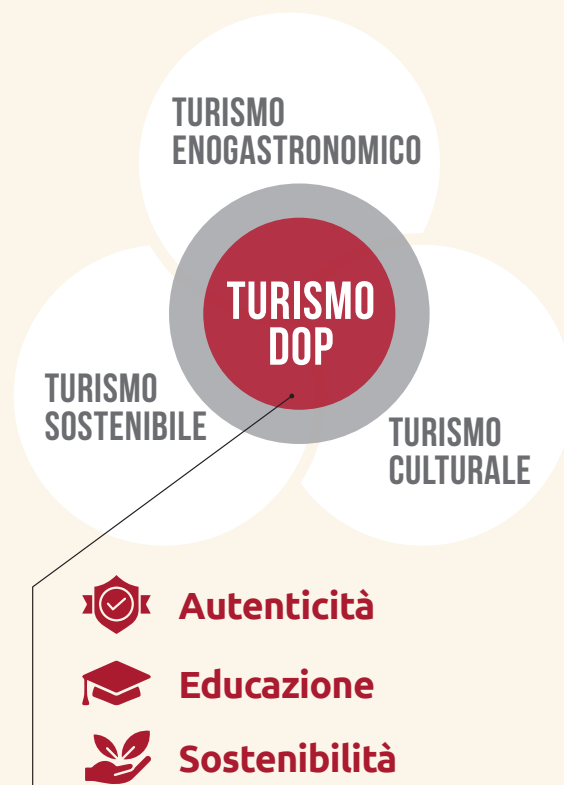 TURISMO
ENOGASTRONOMICO
TURISMO
DOP
TURISMO
SOSTENIBILE
TURISMO
CULTURALE
Autenticità
Educazione
Sostenibilità